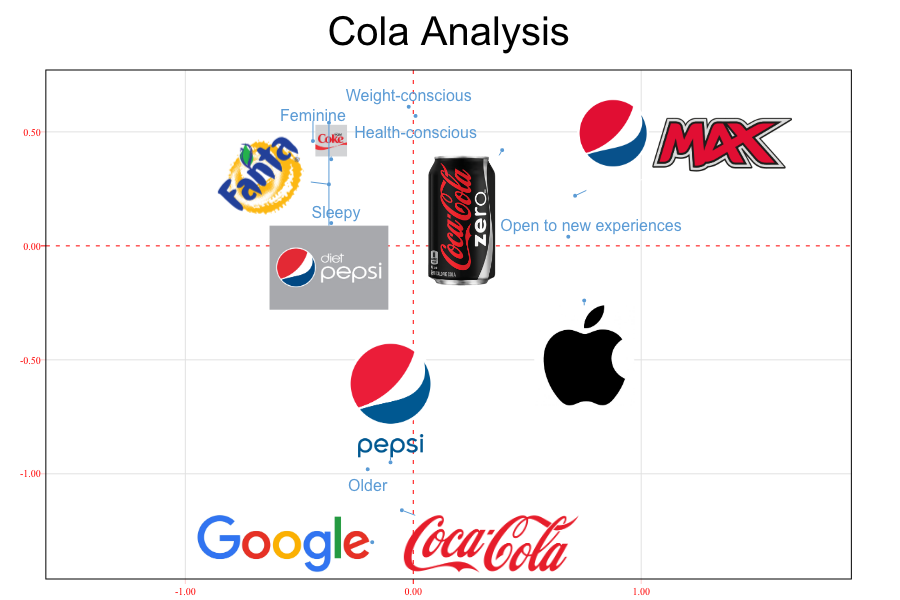 Cola Analysis
Weight-conscious
Feminine
Health-conscious
Coke
Fanta
MAX
0.50
Coca-Cola
zero
Sleepy
Open to new experiences
0.00
diet
pepsi
-0.50
pepsi
-1.00
Older
Google
Coca-Cola
-1.00
0.00
1.00